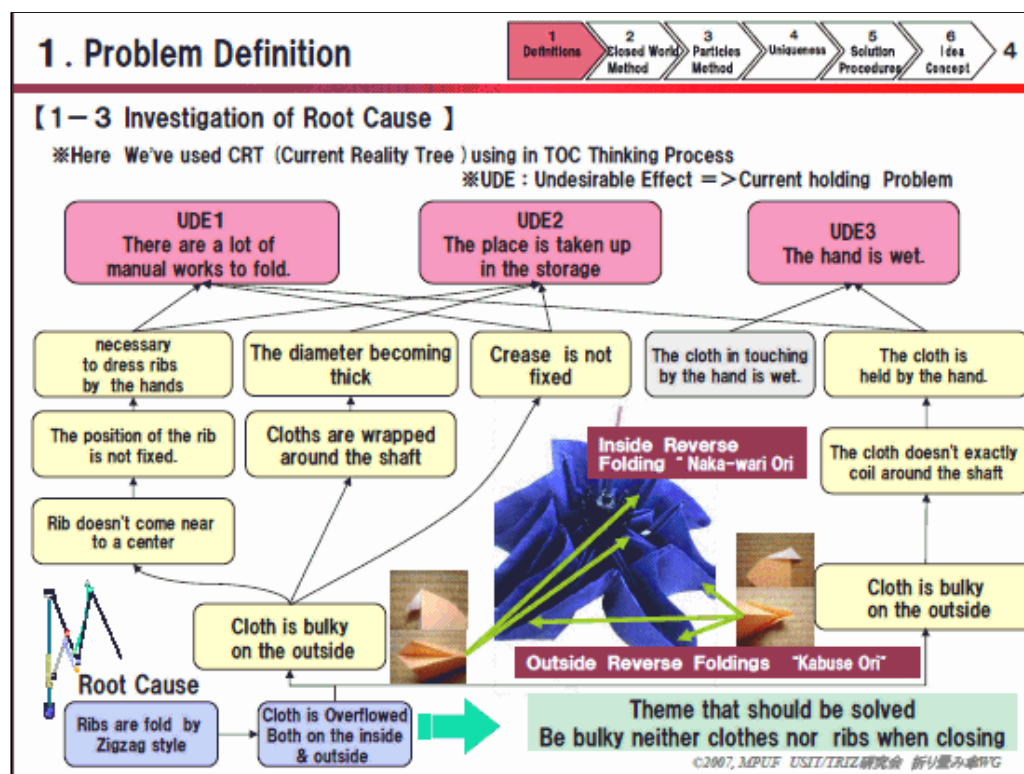 1. Problem Definition
1
Definitions
2
Closed World
Method
3
Particles
Method
4
Uniqueness
5
Solution
Procedures
6
Idea
Concept
4
【1－3 Investigation of Root Cause 】
※Here We've used CRT (Current Reality Tree ) using in TOC Thinking Process
※UDE : Undesirable Effect =>Current holding Problem
UDE1
There are a lot of
manual works to fold.
UDE2
The place is taken up
in the storage
UDE3
The hand is wet.
necessary
to dress ribs
by the hands
The diameter becoming
thick
Crease is not
fixed
The cloth in touching
by the hand is wet.
The cloth is
held by the hand.
The position of the rib
is not fixed.
Cloths are wrapped
around the shaft
Inside Reverse
Folding " Naka-wari Ori
The cloth doesn't exactly
coil around the shaft
Rib doesn't come near
to a center
Cloth is bulky
on the outside
Cloth is bulky
on the outside
Outside Reverse Foldings "Kabuse Ori"
Root Cause
Ribs are fold by
Zigzag style
Cloth is Overflowed
Both on the inside
& outside
Theme that should be solved
Be bulky neither clothes nor ribs when closing
©2007, MPUF USIT/TRIZ研究会 折り畳み傘WG